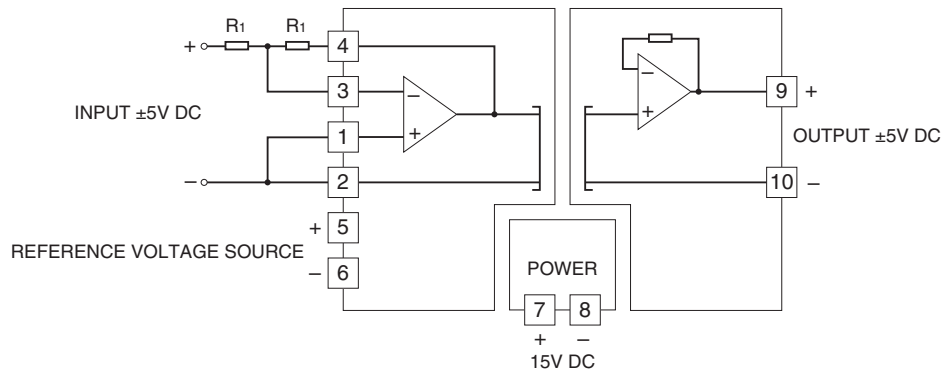 R1 R1
+ 4
3 –
INPUT ±5V DC
1 +
– 2
+ 5
REFERENCE VOLTAGE SOURCE
– 6
–
+
9 +
OUTPUT ±5V DC
10 –
POWER
7 8
+ –
15V DC